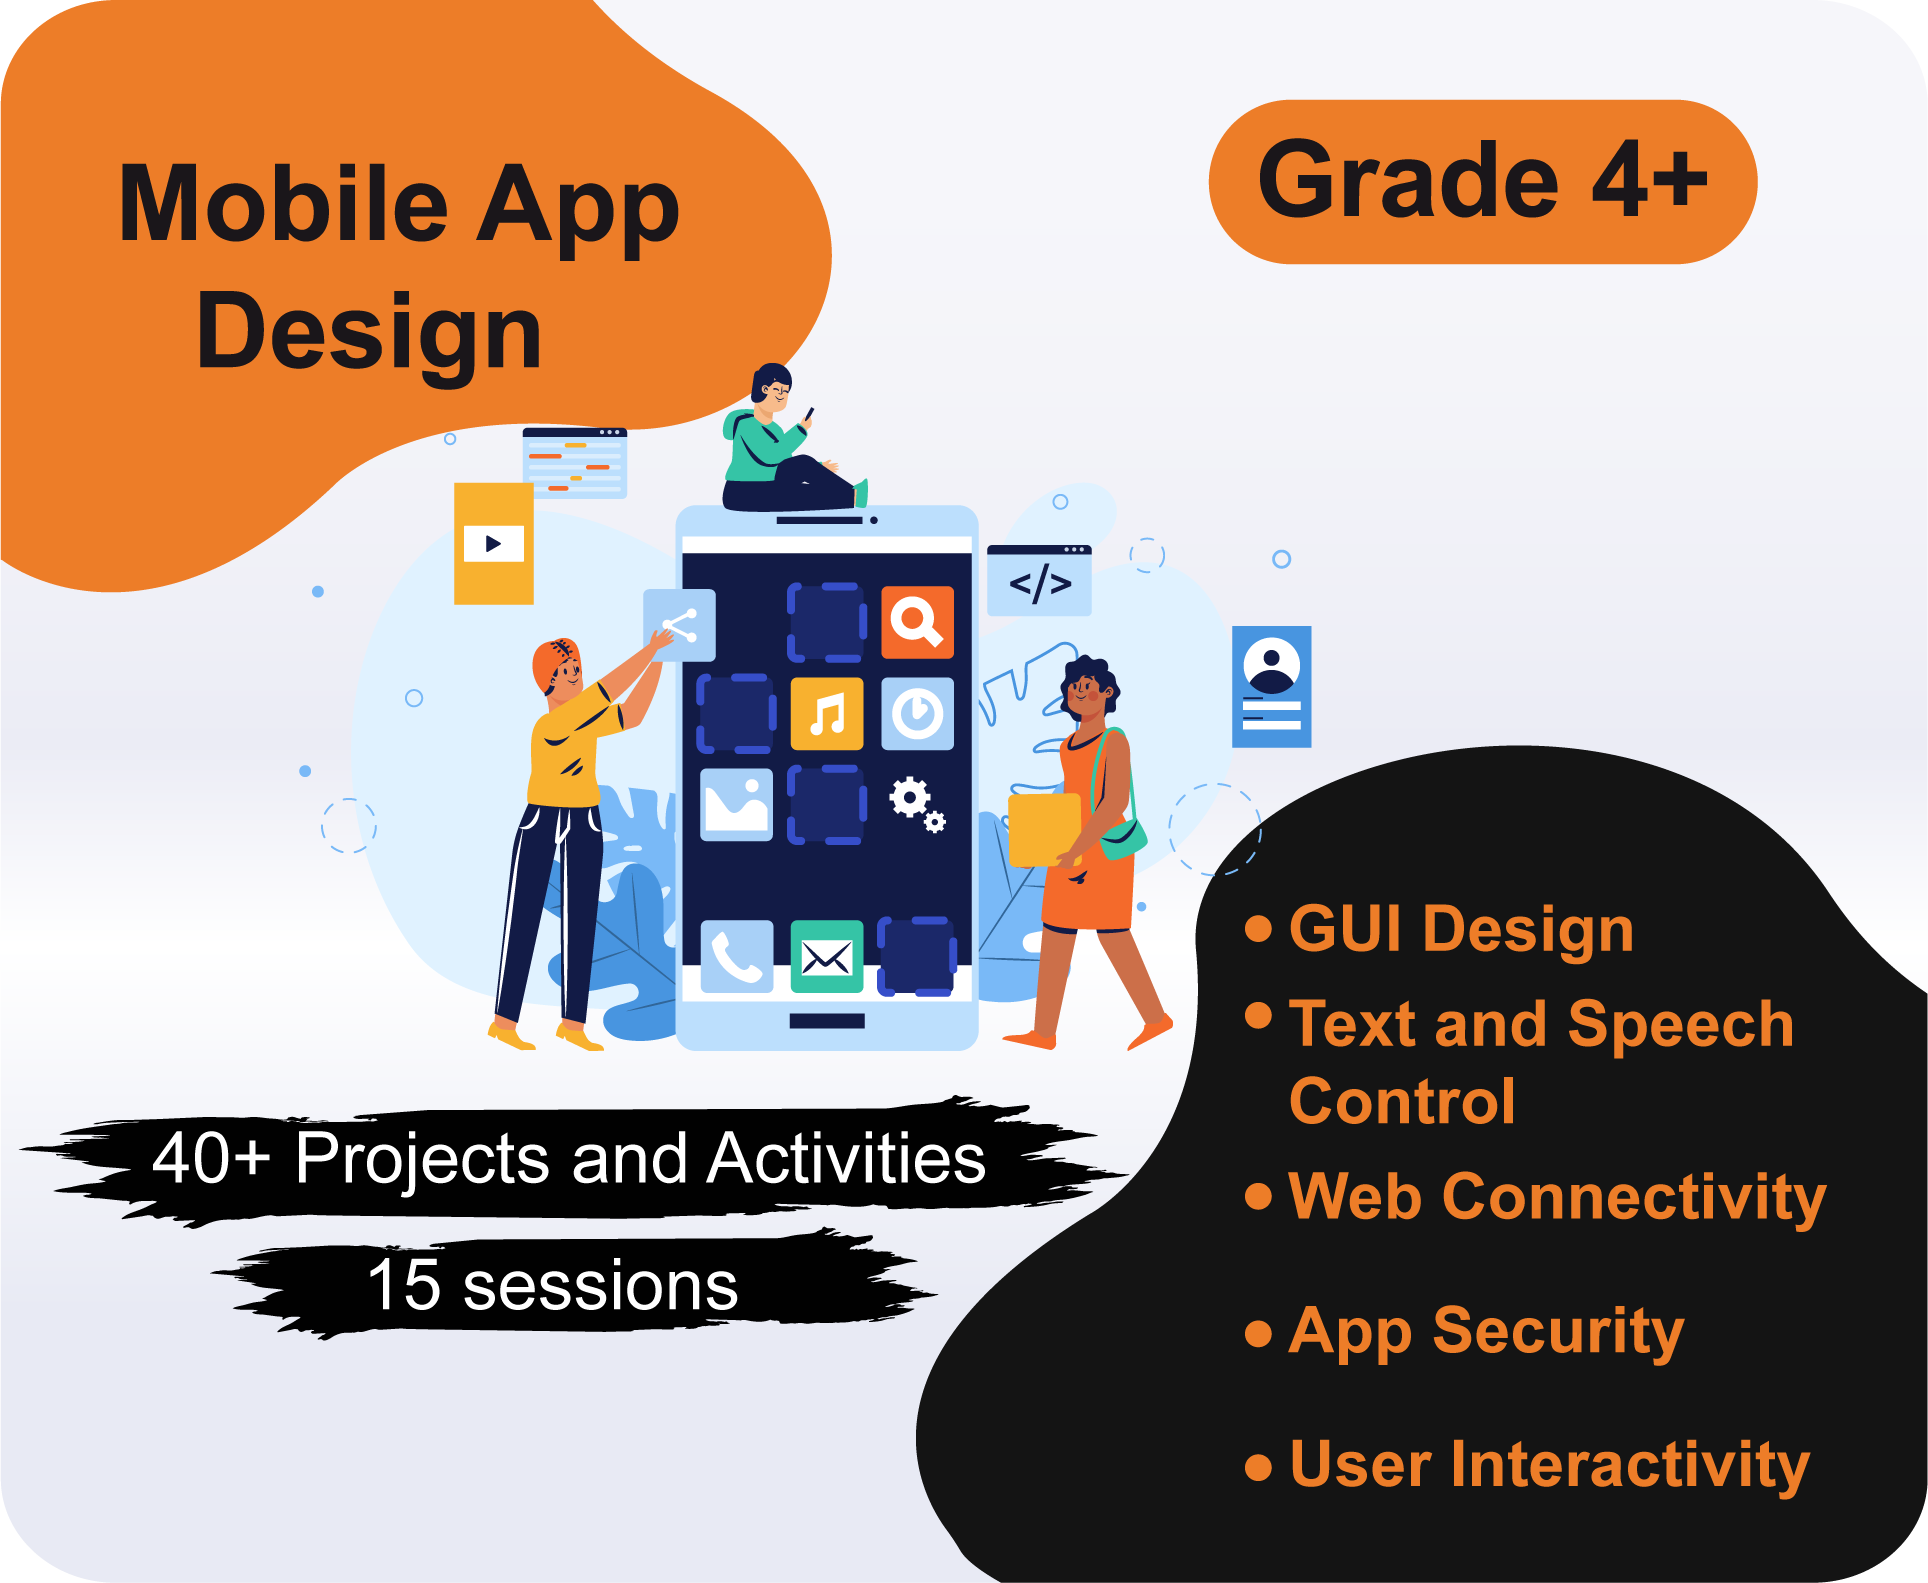 Mobile App
Design
Grade 4+
</>
40+ Projects and Activities
15 sessions
• GUI Design
• Text and Speech
Control
• Web Connectivity
• App Security
• User Interactivity